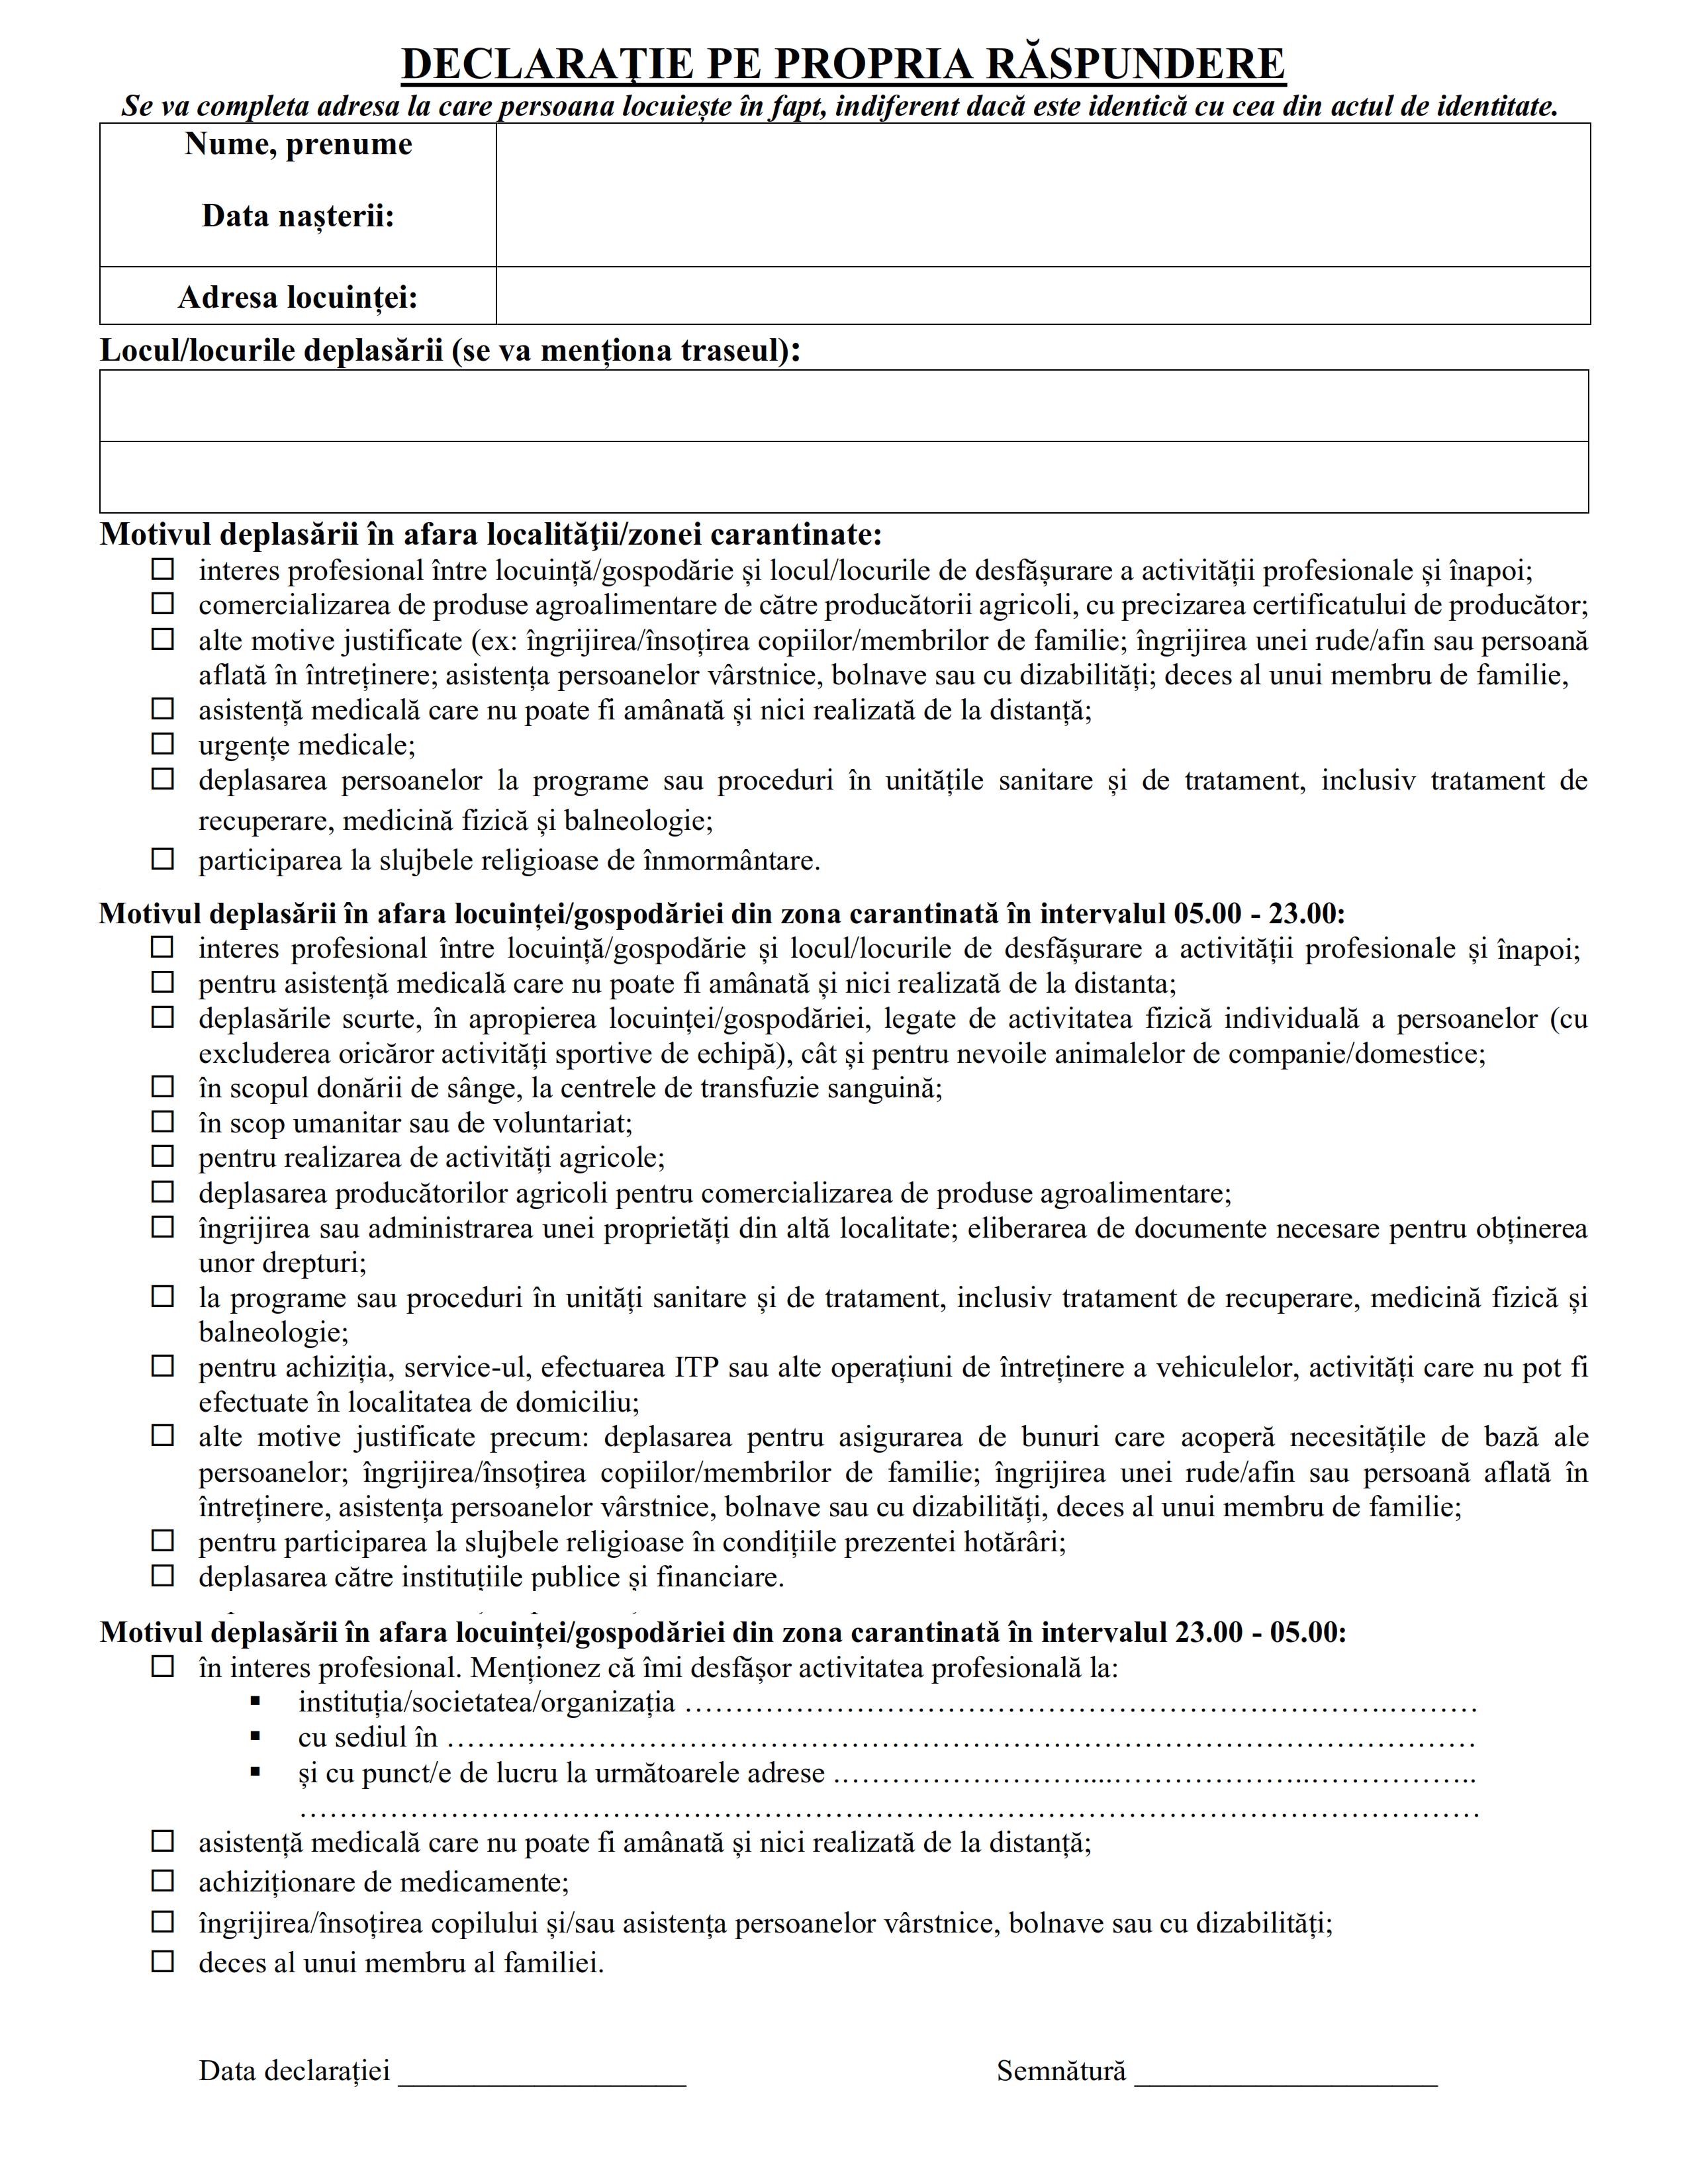 DECLARAŢIE PE PROPRIA RĂSPUNDERE
Se va completa adresa la care persoana locuiește în fapt, indiferent dacă este identică cu cea din actul de identitate.
Nume, prenume
Data nașterii:
Adresa locuinței:
Locul/locurile deplasării (se va menționa traseul):
Motivul deplasării în afara localităţii/zonei carantinate:
☐ interes profesional între locuință/gospodărie și locul/locurile de desfășurare a activității profesionale și înapoi;
☐ comercializarea de produse agroalimentare de către producătorii agricoli, cu precizarea certificatului de producător;
☐ alte motive justificate (ex: îngrijirea/însoțirea copiilor/membrilor de familie; îngrijirea unei rude/afin sau persoană
aflată în întreținere; asistența persoanelor vârstnice, bolnave sau cu dizabilități; deces al unui membru de familie,
☐ asistență medicală care nu poate fi amânată și nici realizată de la distanță;
☐ urgențe medicale;
☐ deplasarea persoanelor la programe sau proceduri în unitățile sanitare și de tratament, inclusiv tratament de
recuperare, medicină fizică și balneologie;
☐ participarea la slujbele religioase de înmormântare.
Motivul deplasării în afara locuinței/gospodăriei din zona carantinată în intervalul 05.00 - 23.00:
☐ interes profesional între locuință/gospodărie și locul/locurile de desfășurare a activității profesionale și înapoi;
☐ pentru asistență medicală care nu poate fi amânată și nici realizată de la distanta;
☐ deplasările scurte, în apropierea locuinței/gospodăriei, legate de activitatea fizică individuală a persoanelor (cu
excluderea oricăror activități sportive de echipă), cât și pentru nevoile animalelor de companie/domestice;
☐ în scopul donării de sânge, la centrele de transfuzie sanguină;
☐ în scop umanitar sau de voluntariat;
☐ pentru realizarea de activități agricole;
☐ deplasarea producătorilor agricoli pentru comercializarea de produse agroalimentare;
☐ îngrijirea sau administrarea unei proprietăți din altă localitate; eliberarea de documente necesare pentru obținerea
unor drepturi;
☐ la programe sau proceduri în unități sanitare și de tratament, inclusiv tratament de recuperare, medicină fizică și
balneologie;
☐ pentru achiziția, service-ul, efectuarea ITP sau alte operațiuni de întreținere a vehiculelor, activități care nu pot fi
efectuate în localitatea de domiciliu;
☐ alte motive justificate precum: deplasarea pentru asigurarea de bunuri care acoperă necesitățile de bază ale
persoanelor; îngrijirea/însoțirea copiilor/membrilor de familie; îngrijirea unei rude/afin sau persoană aflată în
întreținere, asistența persoanelor vârstnice, bolnave sau cu dizabilități, deces al unui membru de familie;
☐ pentru participarea la slujbele religioase în condițiile prezentei hotărâri;
☐ deplasarea către instituțiile publice și financiare.
Motivul deplasării în afara locuinței/gospodăriei din zona carantinată în intervalul 23.00 - 05.00:
☐ în interes profesional. Menționez că îmi desfășor activitatea profesională la:
▪ instituția/societatea/organizația ……………………………………………………………….………
▪ cu sediul în ……………………………………………………………………………………………
▪ și cu punct/e de lucru la următoarele adrese .……………………....………………..……………..
……………………………………………………………………………………………………………
☐ asistență medicală care nu poate fi amânată și nici realizată de la distanță;
☐ achiziționare de medicamente;
☐ îngrijirea/însoțirea copilului și/sau asistența persoanelor vârstnice, bolnave sau cu dizabilități;
☐ deces al unui membru al familiei.
Data declarației ___________________ Semnătură ____________________